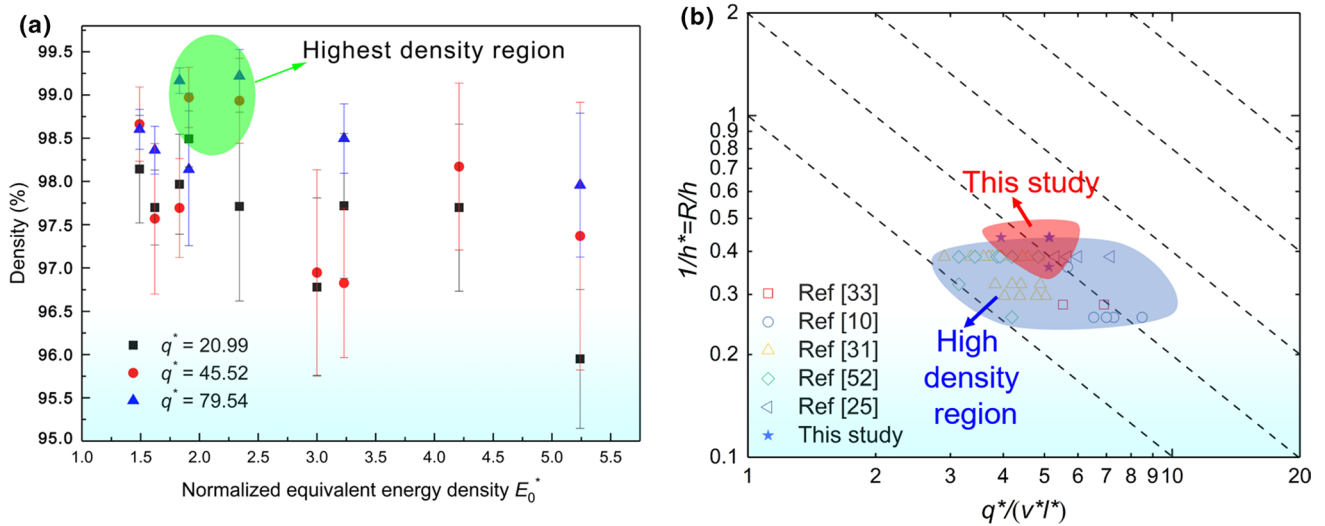 (a)
99.5
99.0
98.5
98.0
97.5
97.0
96.5
96.0
95.5
95.0
Density (%)
Highest density region
q* = 20.99
q* = 45.52
q* = 79.54
1.0 1.5 2.0 2.5 3.0 3.5 4.0 4.5 5.0 5.5
Normalized equivalent energy density E₀*
(b)
2
1
0.9
0.8
0.7
0.6
0.5
0.4
0.3
0.2
0.1
1/h*=R/h
This study
High
density
region
Ref [33]
Ref [10]
Ref [31]
Ref [52]
Ref [25]
This study
1 2 3 4 5 6 7 8 9 10 20
q*/(v*l*)